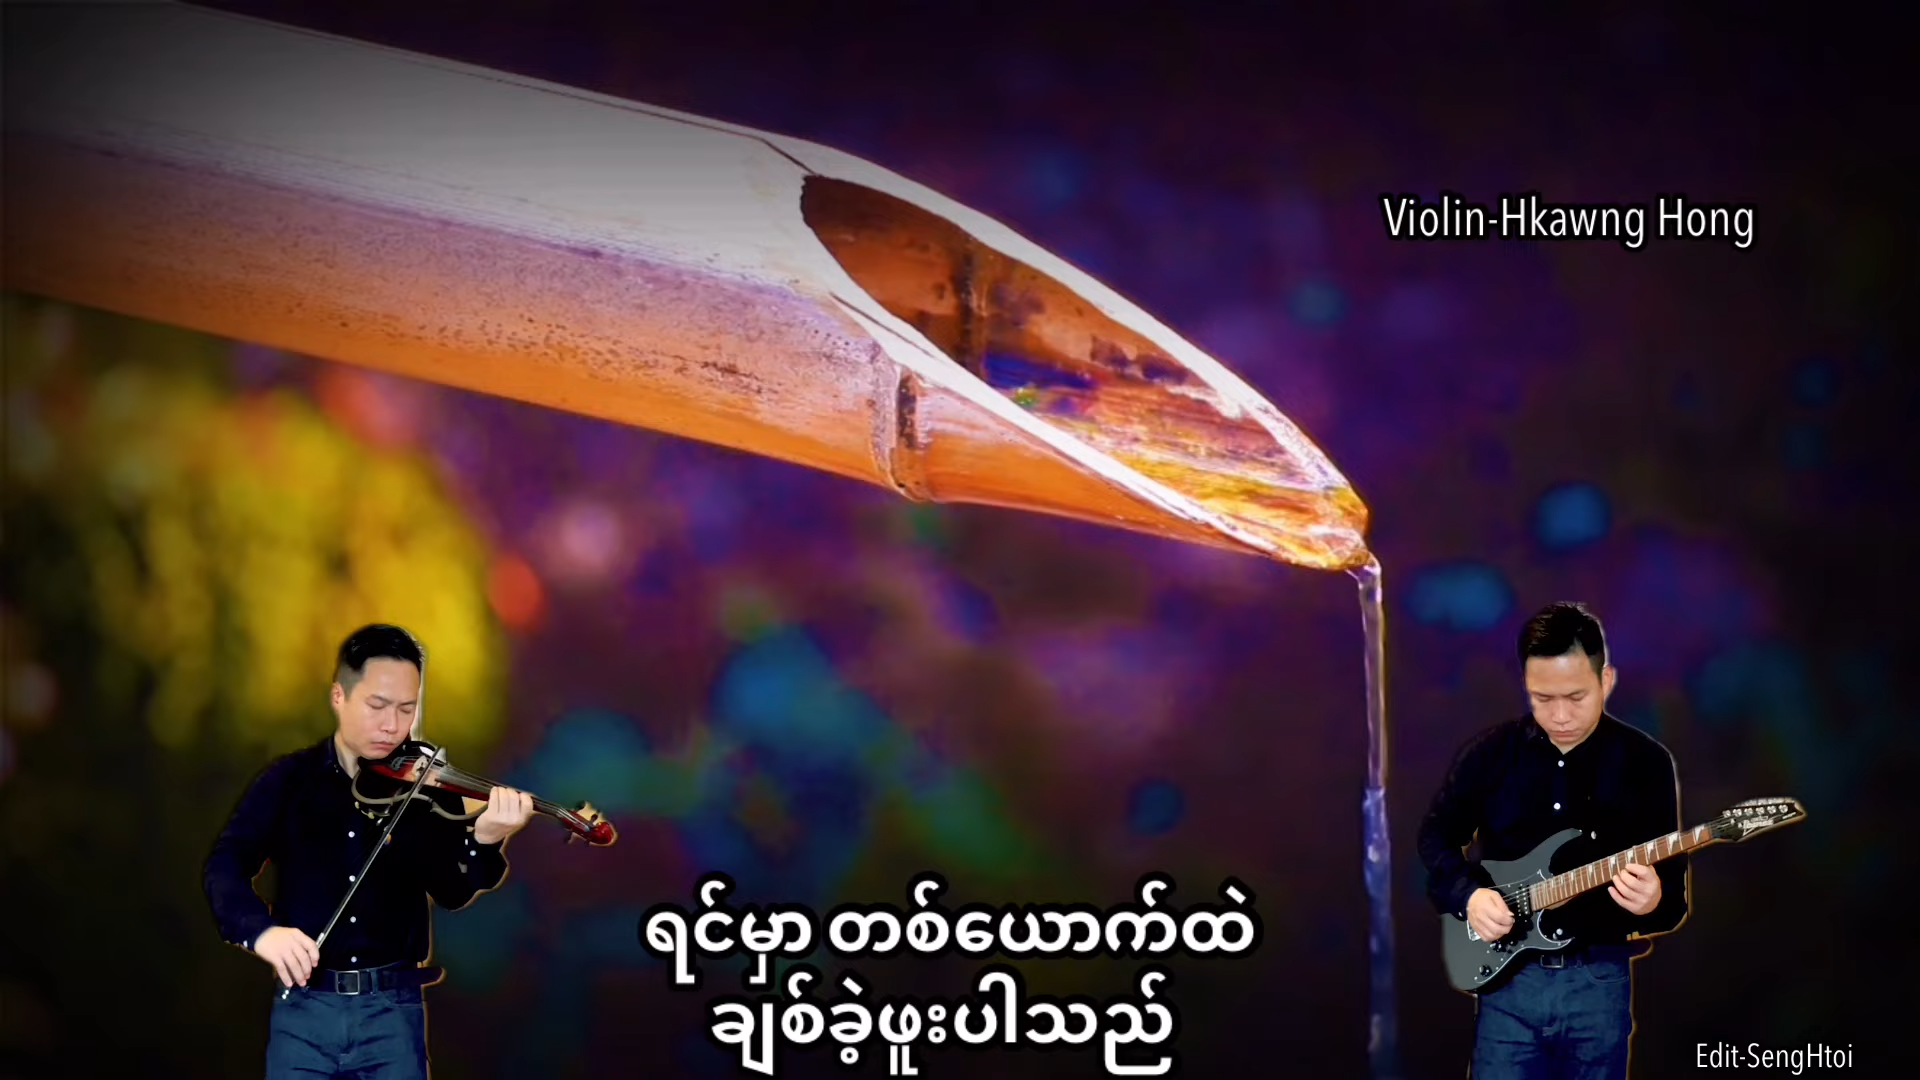 Violin-Hkawng Hong
ရင်မှာ တစ်ယောက်ထဲ
ချစ်ခဲ့ဖူးပါသည်
Edit-SengHtoi